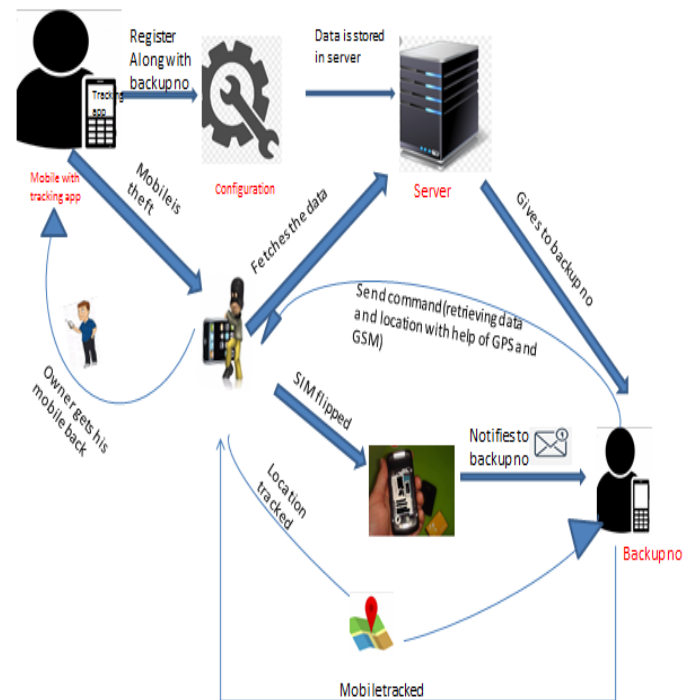 Register
Along with
backup no
Data is stored
in server
Tracking
app
Mobile with
tracking app
Configuration
Server
Mobile is
theft
Fetches the data
Gives to backup no
Send command(retrieving data
and location with help of GPS and
GSM)
Owner gets his
mobile back
SIM flipped
Notifies to
backup no
1
Location
tracked
Backup no
Mobile tracked